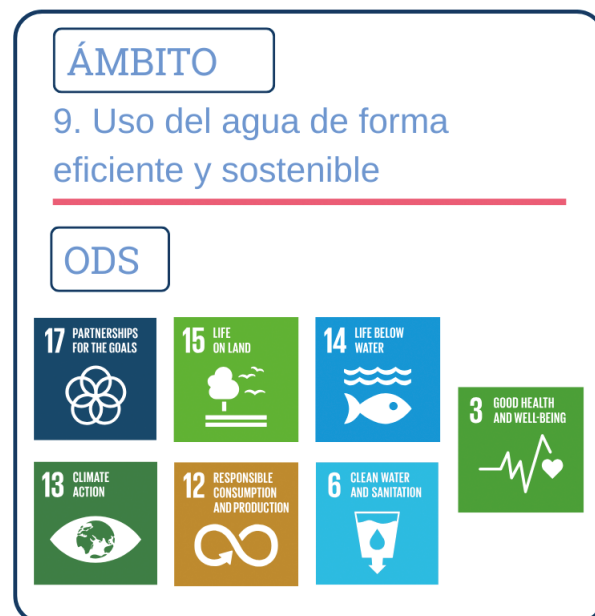 ÁMBITO
9. Uso del agua de forma
eficiente y sostenible
ODS
17 PARTNERSHIPS
FOR THE GOALS
15 LIFE
ON LAND
14 LIFE BELOW
WATER
3 GOOD HEALTH
AND WELL-BEING
13 CLIMATE
ACTION
12 RESPONSIBLE
CONSUMPTION
AND PRODUCTION
6 CLEAN WATER
AND SANITATION